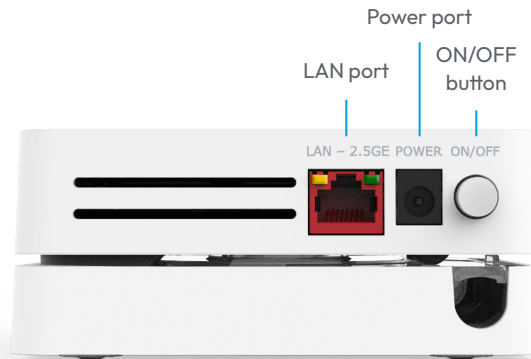 Power port
LAN port
ON/OFF
button
LAN – 2.5GE POWER ON/OFF